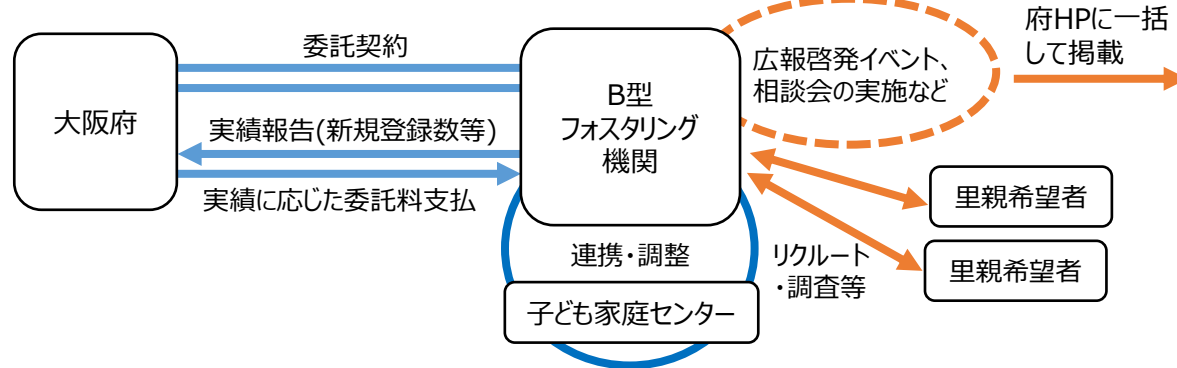 府HPに一括
して掲載
委託契約
広報啓発イベント、
相談会の実施など
大阪府
B型
フォスタリング
機関
実績報告(新規登録数等)
実績に応じた委託料支払
里親希望者
連携・調整
リクルート
・調査等
里親希望者
子ども家庭センター